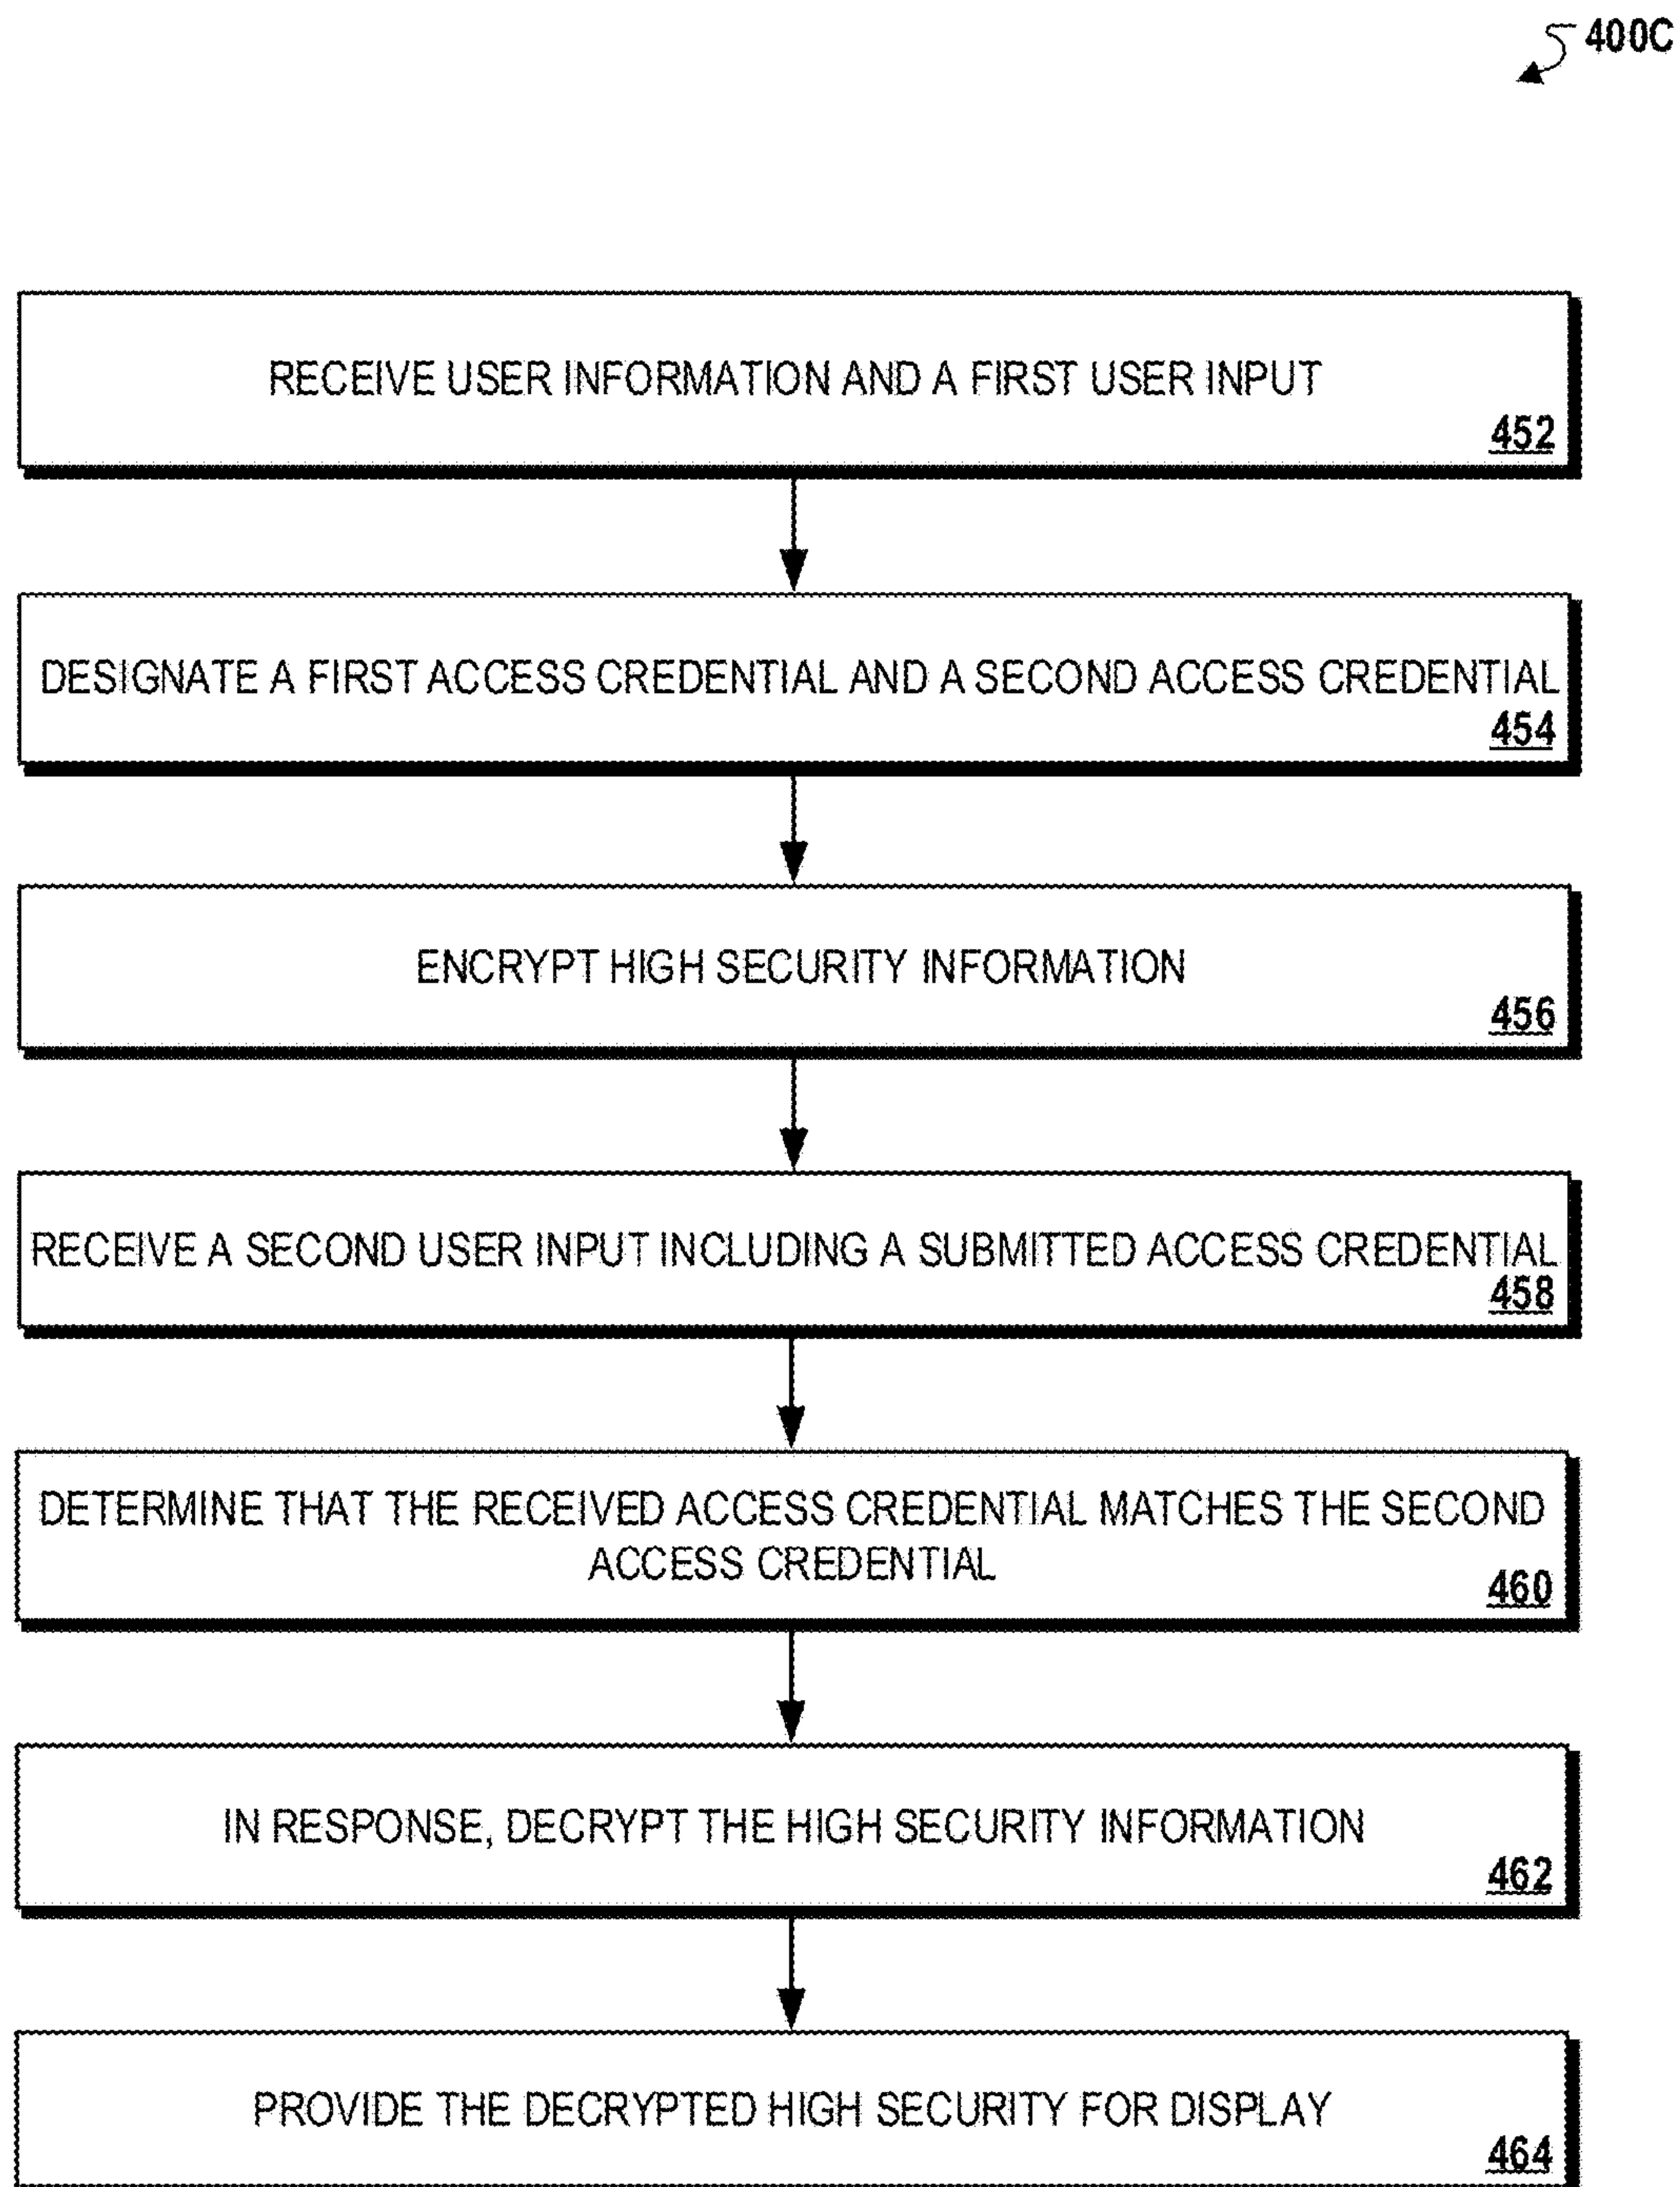 400C
RECEIVE USER INFORMATION AND A FIRST USER INPUT
452
DESIGNATE A FIRST ACCESS CREDENTIAL AND A SECOND ACCESS CREDENTIAL
454
ENCRYPT HIGH SECURITY INFORMATION
456
RECEIVE A SECOND USER INPUT INCLUDING A SUBMITTED ACCESS CREDENTIAL
458
DETERMINE THAT THE RECEIVED ACCESS CREDENTIAL MATCHES THE SECOND
ACCESS CREDENTIAL
460
IN RESPONSE, DECRYPT THE HIGH SECURITY INFORMATION
462
PROVIDE THE DECRYPTED HIGH SECURITY FOR DISPLAY
464